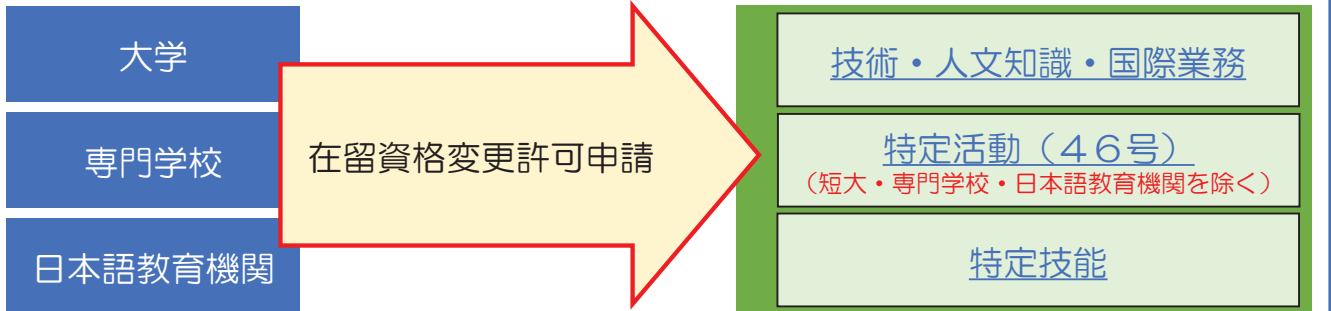 大学
専門学校
日本語教育機関
在留資格変更許可申請
技術・人文知識・国際業務
特定活動（４６号）
（短大・専門学校・日本語教育機関を除く）
特定技能